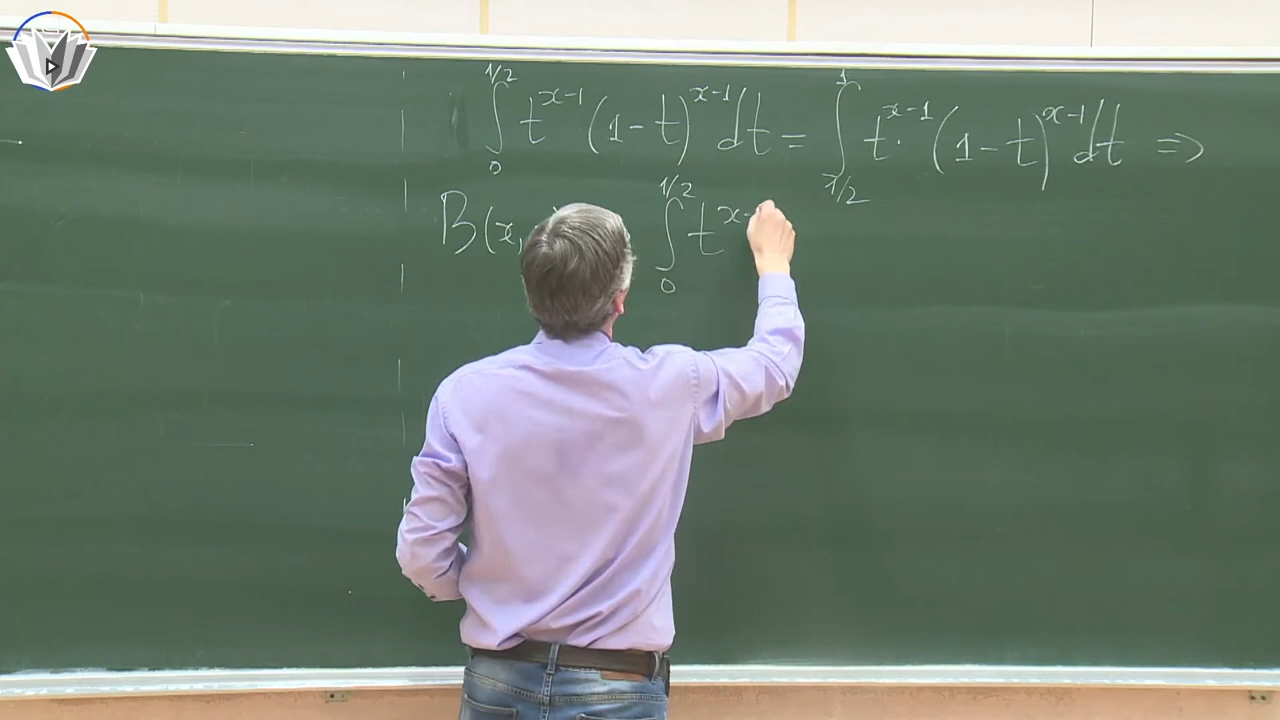 ∫₀^{1/2} t^{x-1} (1-t)^{x-1} dt = ∫_{1/2}^{1} t^{x-1} · (1-t)^{x-1} dt ⇒
B(x, ∫₀^{1/2} t^{x-